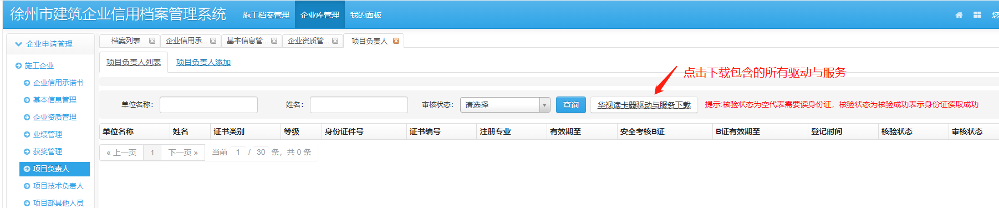 徐州市建筑企业信用档案管理系统 施工档案管理 企业库管理 我的面板 您
企业申请管理
档案列表 企业信用承... 基本信息管... 企业资质管... 项目负责人
项目负责人列表 项目负责人添加
施工企业
点击下载包含的所有驱动与服务
企业信用承诺书
基本信息管理
单位名称: 姓名: 审核状态: 请选择 查询 华视读卡器驱动与服务下载 提示:核验状态为空代表需要读身份证，核验状态为核验成功表示身份证读取成功
企业资质管理
单位名称 姓名 证书类别 等级 身份证件号 证书编号 注册专业 有效期至 安全考核B证 B证有效期至 登记时间 核验状态 审核状态
业绩管理
获奖管理
« 上一页 1 下一页 » 当前 1 / 30 条，共 0 条
项目负责人
项目技术负责人
项目部其他人员